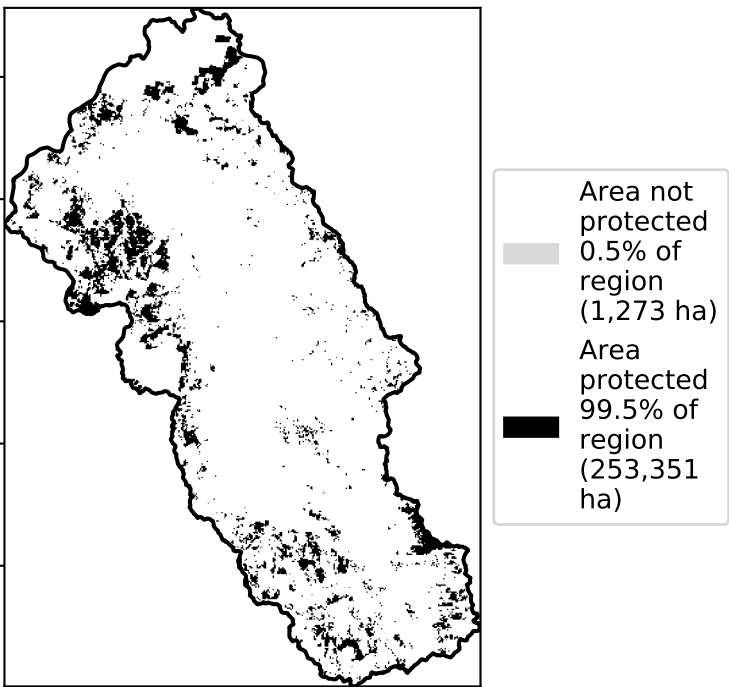 Area not
protected
0.5% of
region
(1,273 ha)
Area
protected
99.5% of
region
(253,351
ha)